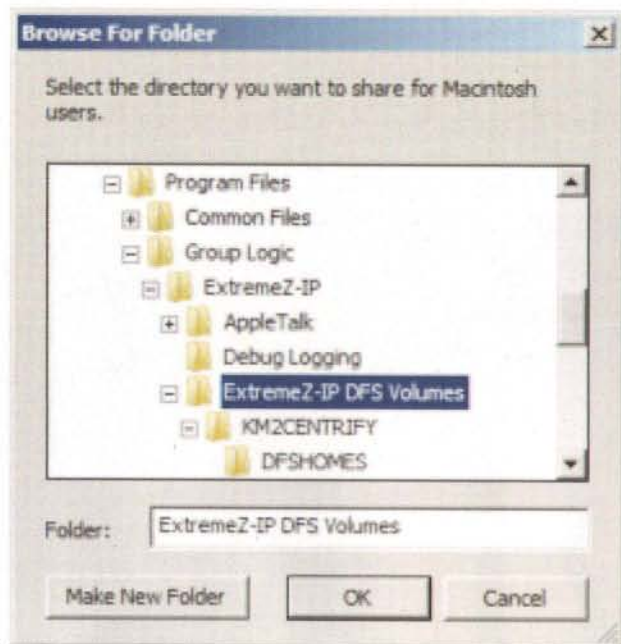 Browse For Folder
Select the directory you want to share for Macintosh
users.
Program Files
Common Files
Group Logic
ExtremeZ-IP
AppleTalk
Debug Logging
ExtremeZ-IP DFS Volumes
KM2CENTRIFY
DFSHOMES
Folder: ExtremeZ-IP DFS Volumes
Make New Folder OK Cancel